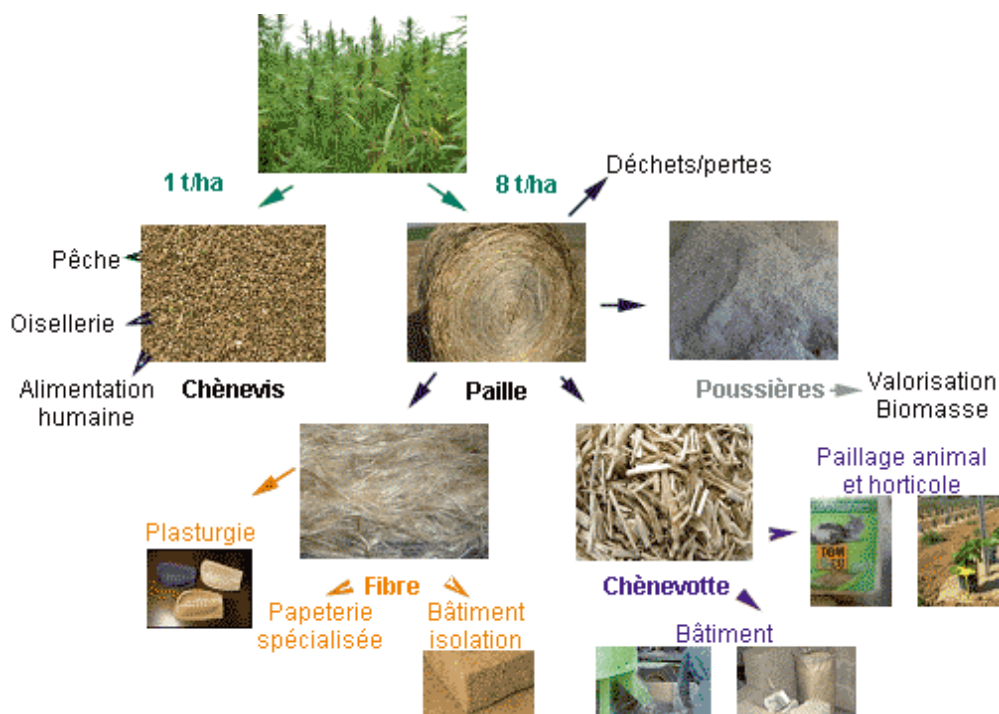 1 t/ha
8 t/ha
Déchets/pertes
Pêche
Oisellerie
Alimentation
humaine
Chènevis
Paille
Poussières
Valorisation
Biomasse
Paillage animal
et horticole
Plasturgie
Fibre
Papeterie
spécialisée
Bâtiment
isolation
Chènevotte
Bâtiment